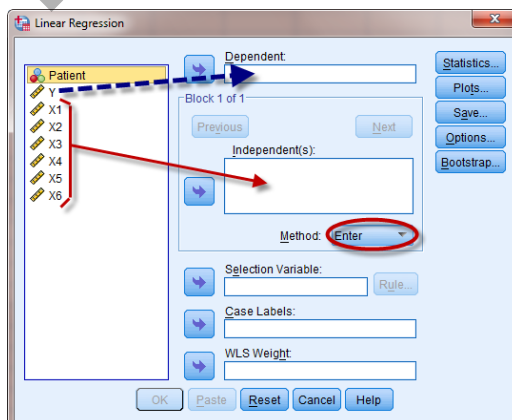 Linear Regression
Patient
Y
X1
X2
X3
X4
X5
X6
Dependent:
Block 1 of 1
Previous
Next
Independent(s):
Method: Enter
Selection Variable:
Rule...
Case Labels:
WLS Weight:
Statistics...
Plots...
Save...
Options...
Bootstrap...
OK Paste Reset Cancel Help